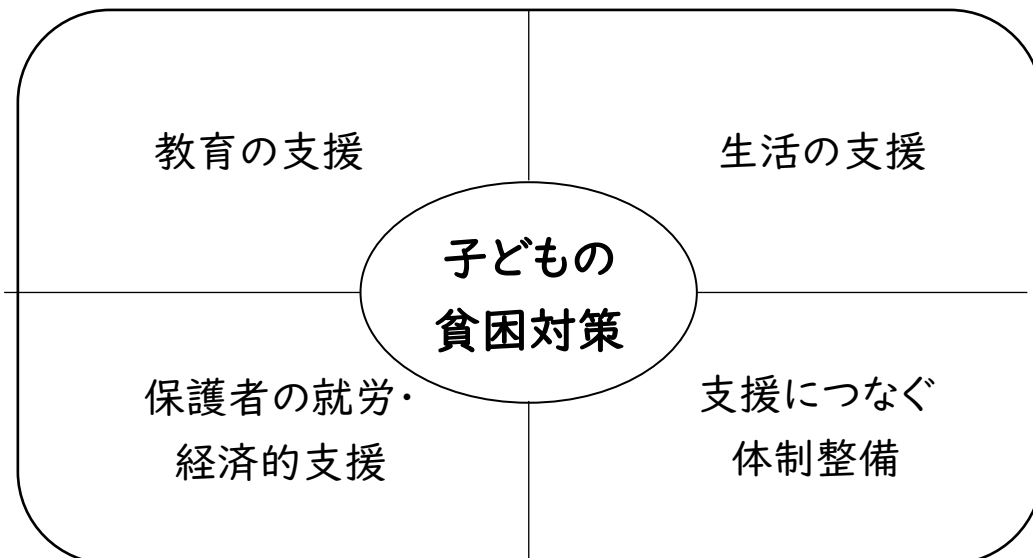 教育の支援
生活の支援
子どもの
貧困対策
保護者の就労・
経済的支援
支援につなぐ
体制整備